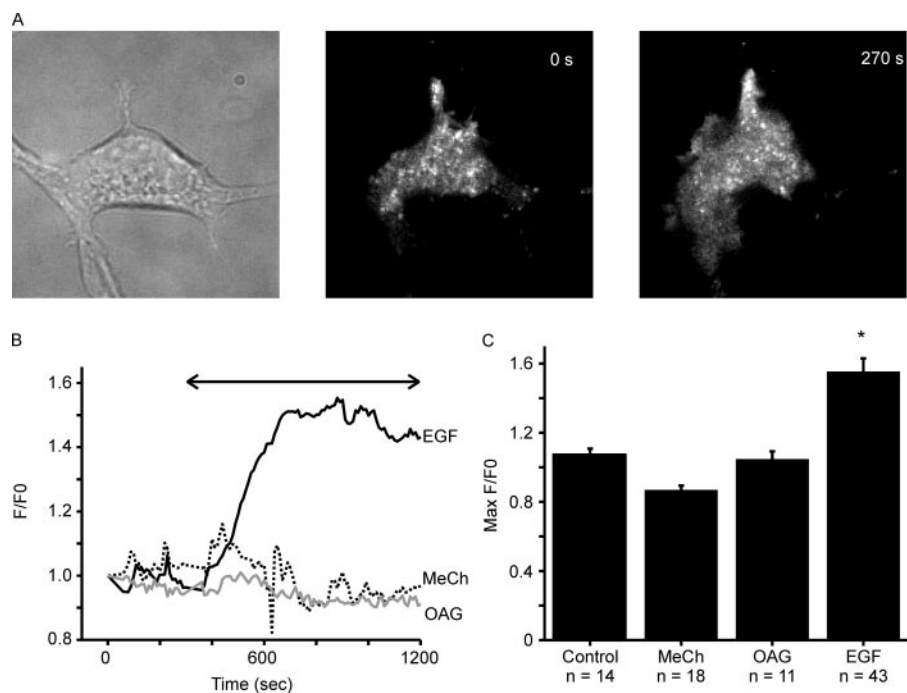 A
0 s
270 s
B
1.6
1.4
1.2
1.0
0.8
F/F0
EGF
MeCh
OAG
0
600
1200
Time (sec)
C
*
1.6
1.2
0.8
0.4
0
Max F/F0
Control
n = 14
MeCh
n = 18
OAG
n = 11
EGF
n = 43